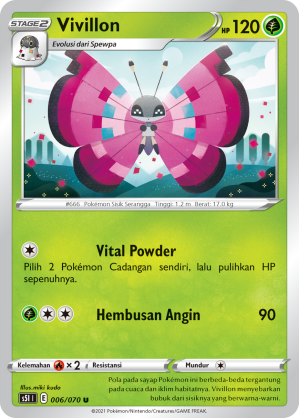 STAGE2 Vivillon HP 120
Evolusi dari Spewpa
#666 Pokémon Sisik Serangga Tinggi: 1.2 m Berat: 17.0 kg
Vital Powder
Pilih 2 Pokémon Cadangan sendiri, lalu pulihkan HP
sepenuhnya.
Hembusan Angin 90
Kelemahan × 2 Resistansi Mundur
Illus. miki kudo
s5I I E 006/070 U
Pola pada sayap Pokémon ini berbeda-beda tergantung
pada cuaca dan iklim habitatnya. Vivillon menyebarkan
bubuk dari sisiknya yang berwarna-warni.
©2021 Pokémon/Nintendo/Creatures/GAME FREAK